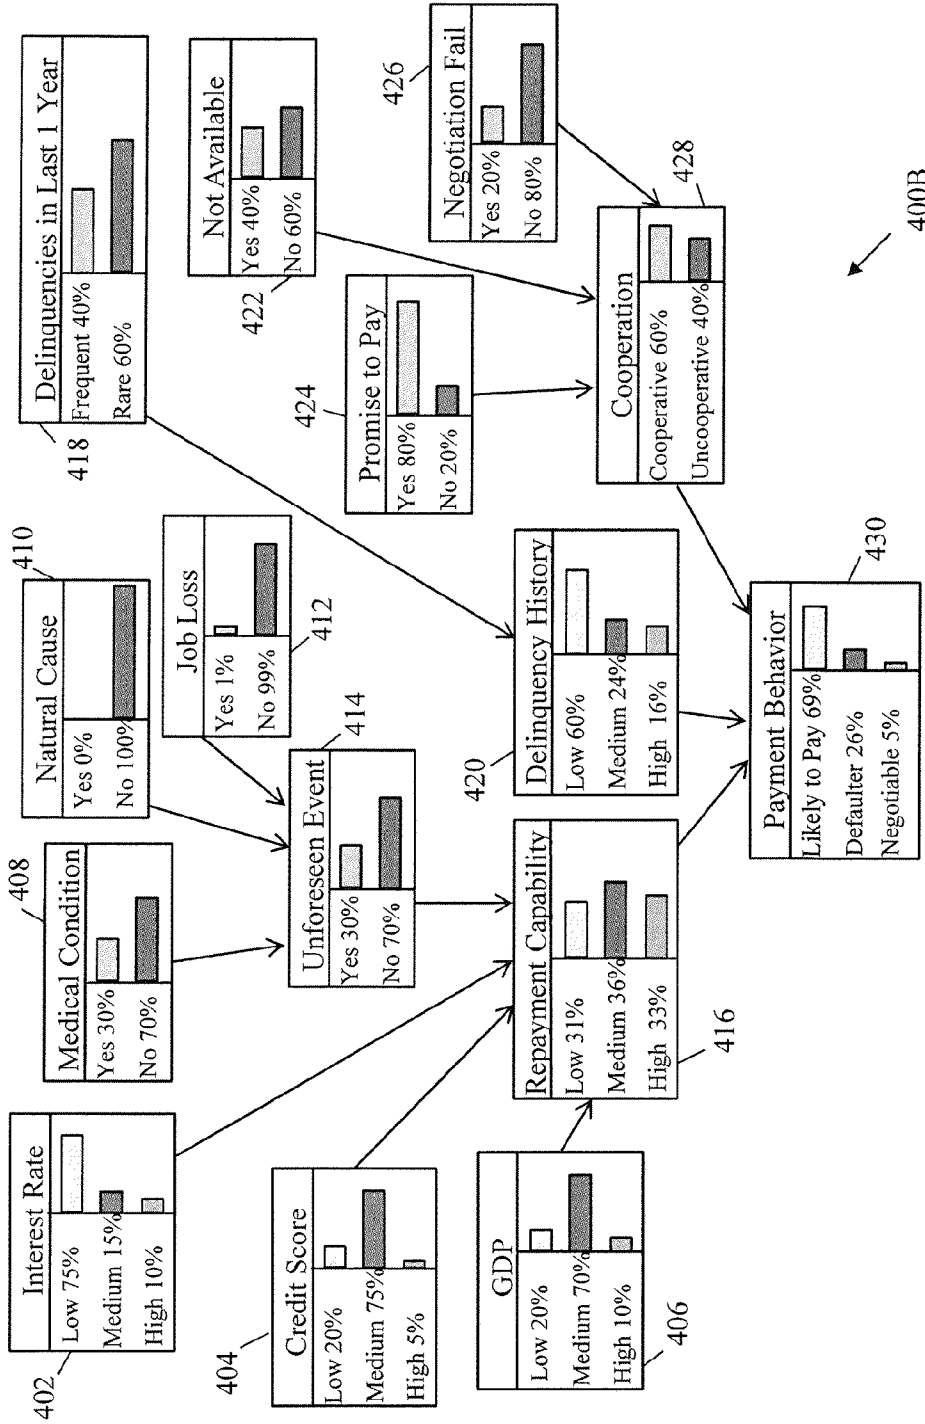 402
Interest Rate
Low 75%
Medium 15%
High 10%
404
Credit Score
Low 20%
Medium 75%
High 5%
GDP
Low 20%
Medium 70%
High 10%
406
408
Medical Condition
Yes 30%
No 70%
410
Natural Cause
Yes 0%
No 100%
Job Loss
Yes 1%
No 99%
412
414
Unforeseen Event
Yes 30%
No 70%
Repayment Capability
Low 31%
Medium 36%
High 33%
416
418
Delinquencies in Last 1 Year
Frequent 40%
Rare 60%
420
Delinquency History
Low 60%
Medium 24%
High 16%
Not Available
Yes 40%
No 60%
422
424
Promise to Pay
Yes 80%
No 20%
426
Negotiation Fail
Yes 20%
No 80%
428
Cooperation
Cooperative 60%
Uncooperative 40%
430
Payment Behavior
Likely to Pay 69%
Defaulter 26%
Negotiable 5%
400B